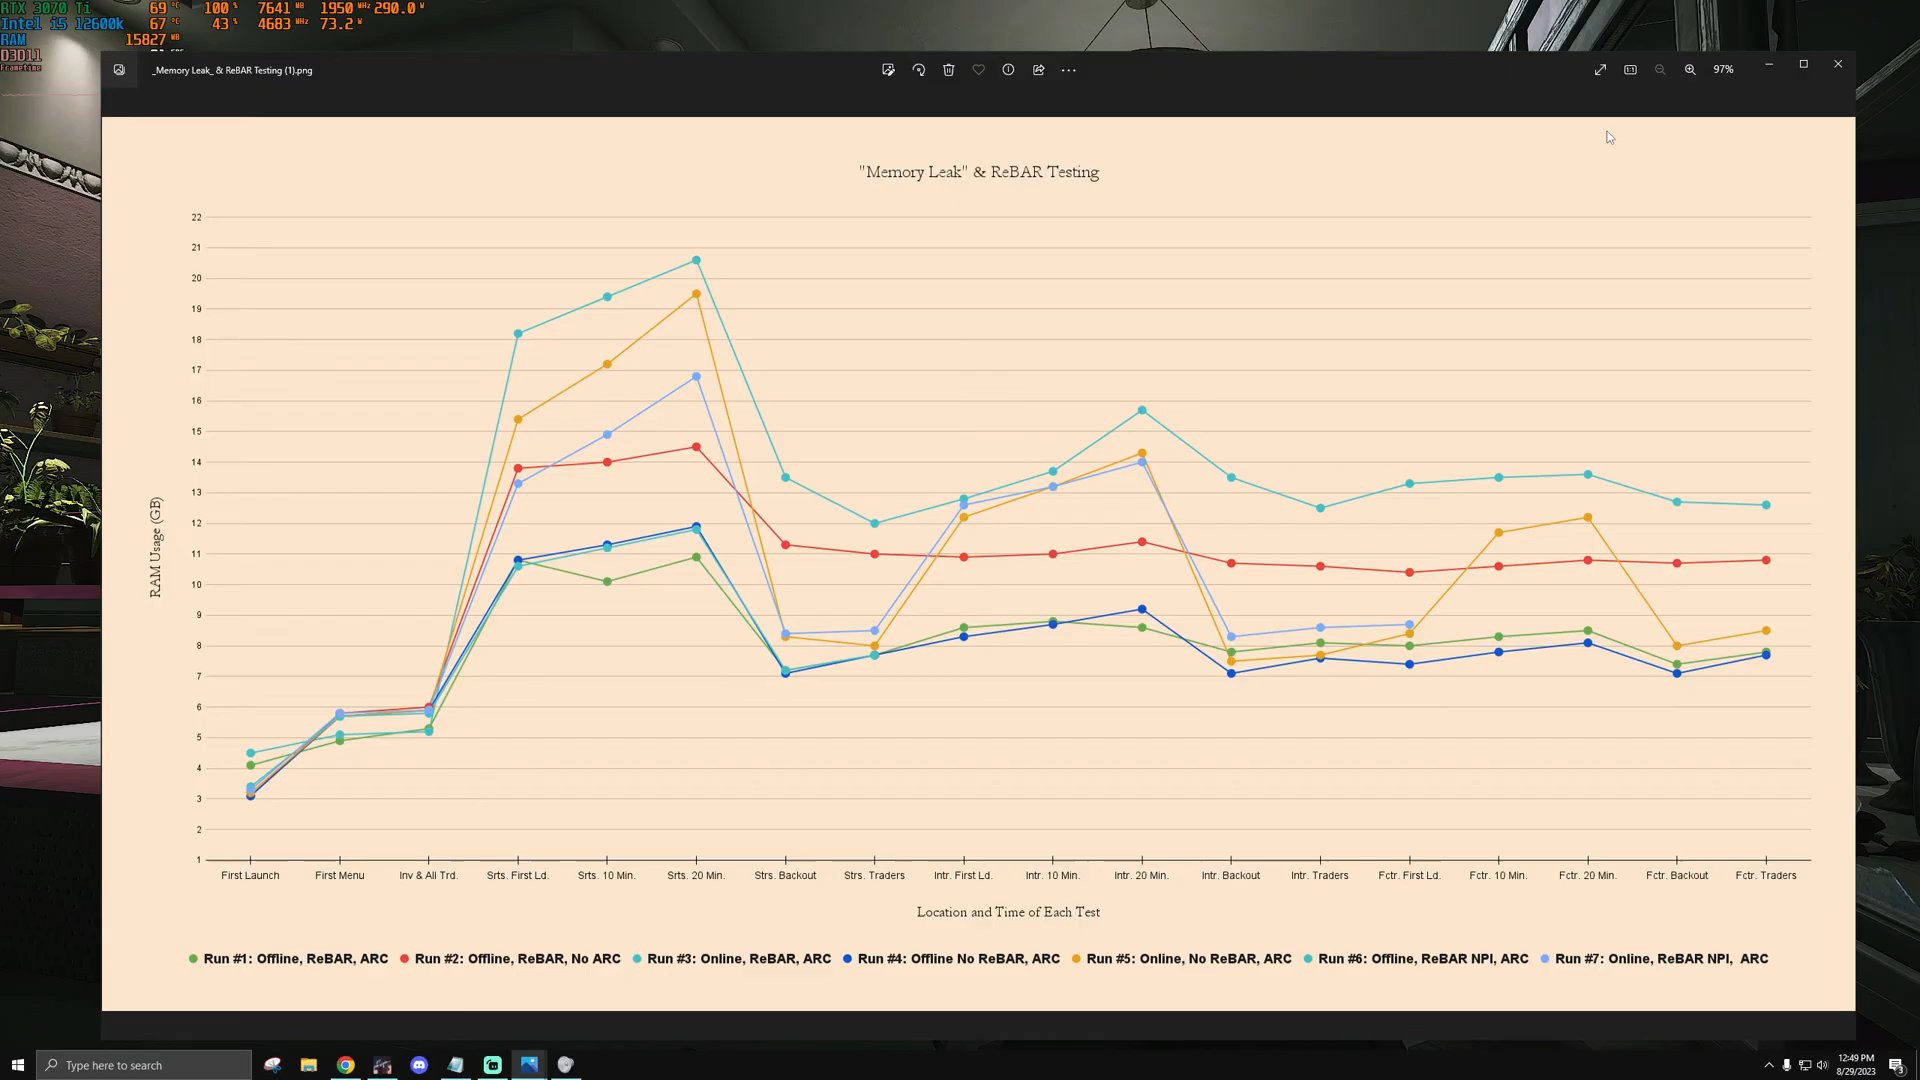 RTX 3070 Ti 69 °C 100 % 7641 MB 1950 MHz 290.0 W
Intel i5 12600k 67 °C 43 % 4683 MHz 73.2 W
RAM 15827 MB
D3D11
Frametime
_Memory Leak_ & ReBAR Testing (1).png
97%
"Memory Leak" & ReBAR Testing
22
21
20
19
18
17
16
15
14
13
12
11
10
9
8
7
6
5
4
3
2
1
RAM Usage (GB)
First Launch First Menu Inv & All Trd. Srts. First Ld. Srts. 10 Min. Srts. 20 Min. Strs. Backout Strs. Traders Intr. First Ld. Intr. 10 Min. Intr. 20 Min. Intr. Backout Intr. Traders Fctr. First Ld. Fctr. 10 Min. Fctr. 20 Min. Fctr. Backout Fctr. Traders
Location and Time of Each Test
Run #1: Offline, ReBAR, ARC Run #2: Offline, ReBAR, No ARC Run #3: Online, ReBAR, ARC Run #4: Offline No ReBAR, ARC Run #5: Online, No ReBAR, ARC Run #6: Offline, ReBAR NPI, ARC Run #7: Online, ReBAR NPI, ARC
Type here to search
12:49 PM
8/29/2023
3